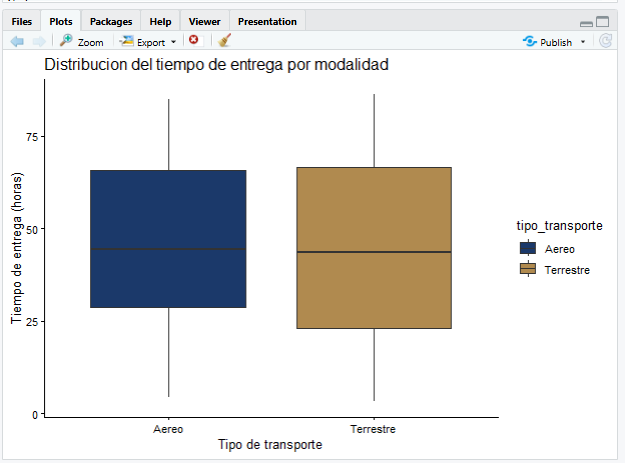 Files Plots Packages Help Viewer Presentation
Zoom Export Publish
Distribucion del tiempo de entrega por modalidad
Tiempo de entrega (horas)
75
50
25
0
Aereo Terrestre
Tipo de transporte
tipo_transporte
Aereo
Terrestre